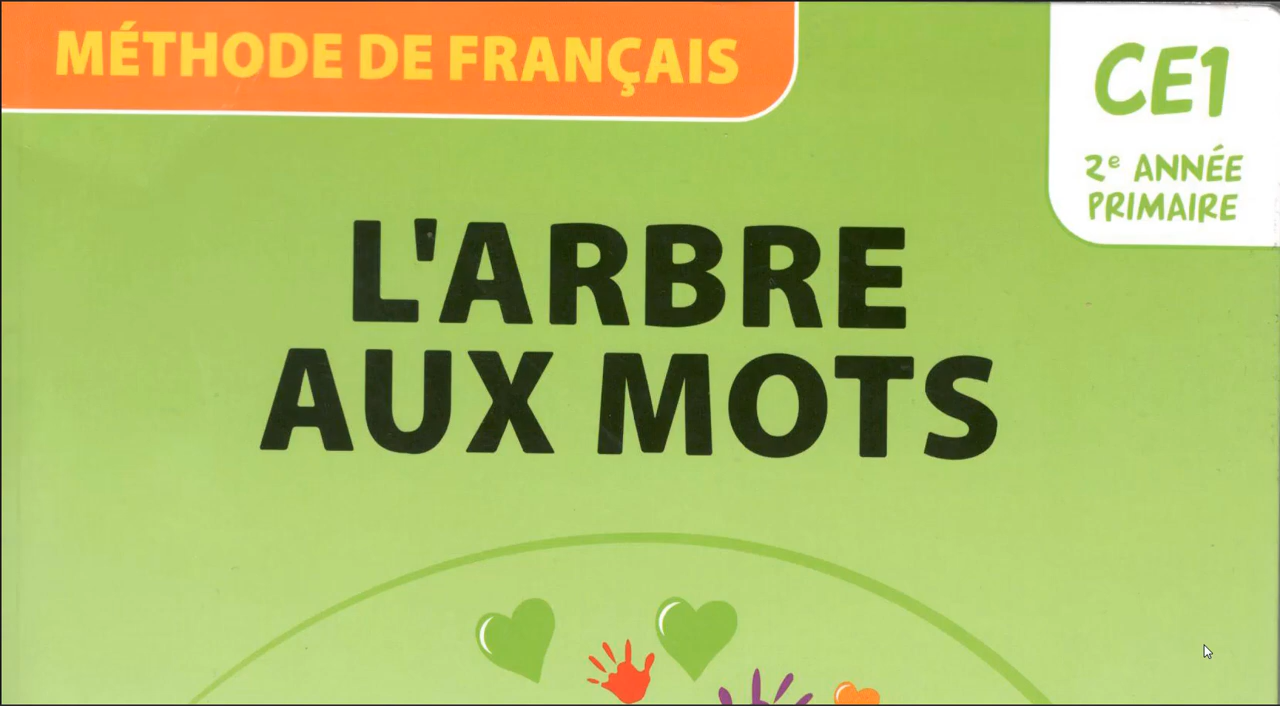 MÉTHODE DE FRANÇAIS
CE1
2e ANNÉE
PRIMAIRE
L'ARBRE
AUX MOTS